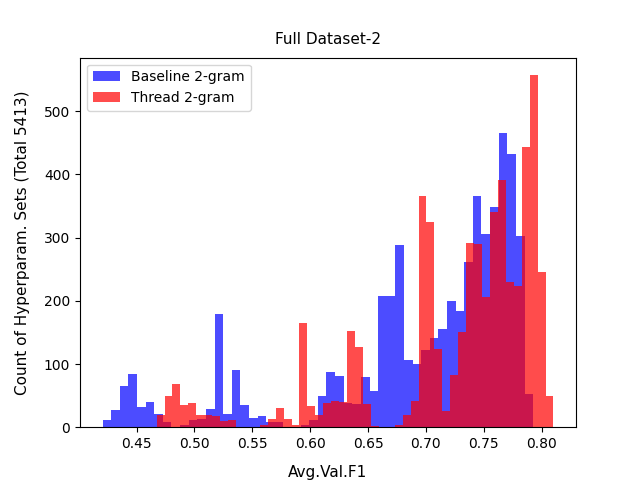 Full Dataset-2
Baseline 2-gram
Thread 2-gram
Count of Hyperparam. Sets (Total 5413)
500
400
300
200
100
0
0.45 0.50 0.55 0.60 0.65 0.70 0.75 0.80
Avg.Val.F1